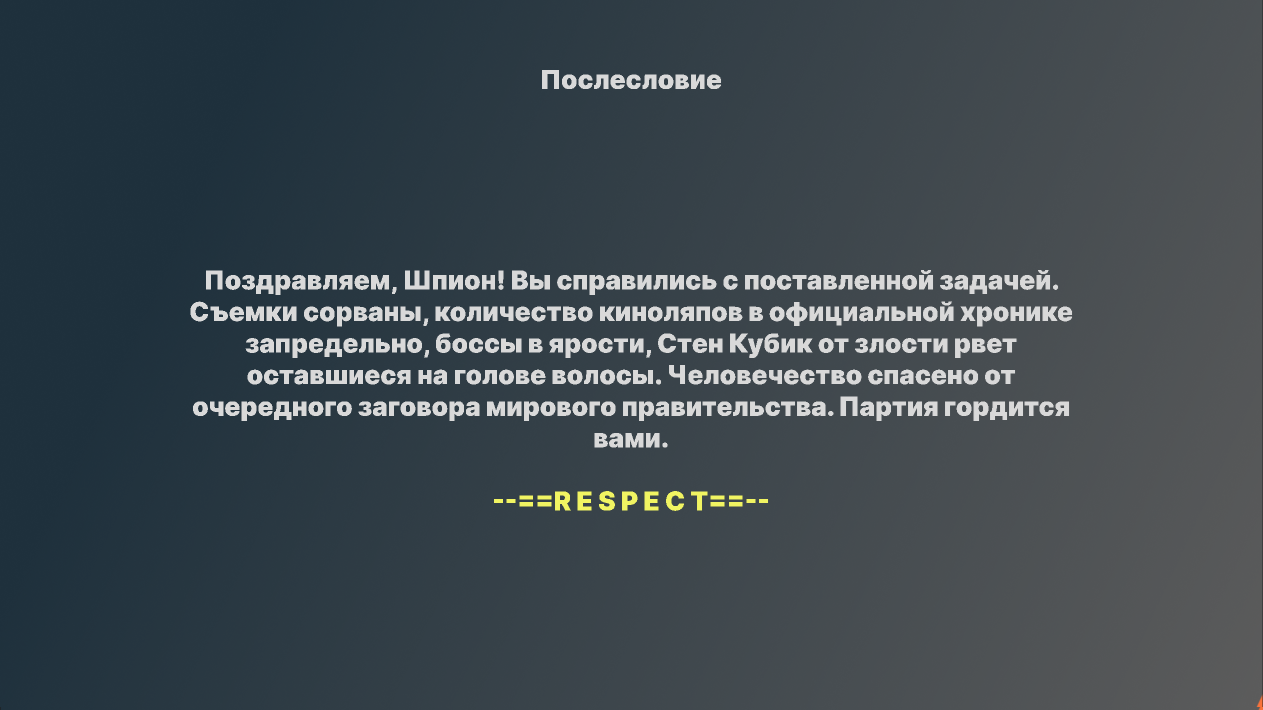 Послесловие
Поздравляем, Шпион! Вы справились с поставленной задачей.
Съемки сорваны, количество киноляпов в официальной хронике
запредельно, боссы в ярости, Стен Кубик от злости рвет
оставшиеся на голове волосы. Человечество спасено от
очередного заговора мирового правительства. Партия гордится
вами.
--==R E S P E C T==--